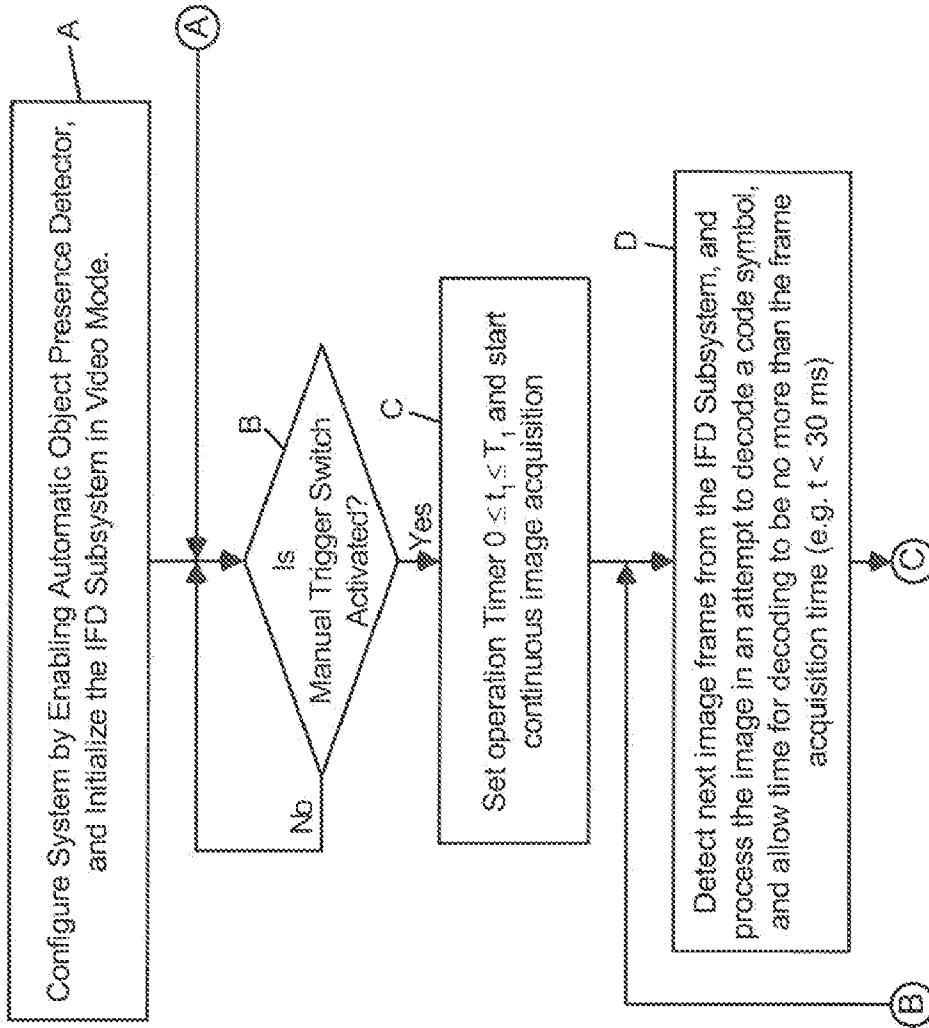 A
Configure System by Enabling Automatic Object Presence Detector,
and Initialize the IFD Subsystem in Video Mode.
A
B
Is
Manual Trigger Switch
Activated?
No
Yes
C
Set operation Timer 0 ≤ t₁ ≤ T₁ and start
continuous image acquisition
D
Detect next image frame from the IFD Subsystem, and
process the image in an attempt to decode a code symbol,
and allow time for decoding to be no more than the frame
acquisition time (e.g. t < 30 ms)
B
C